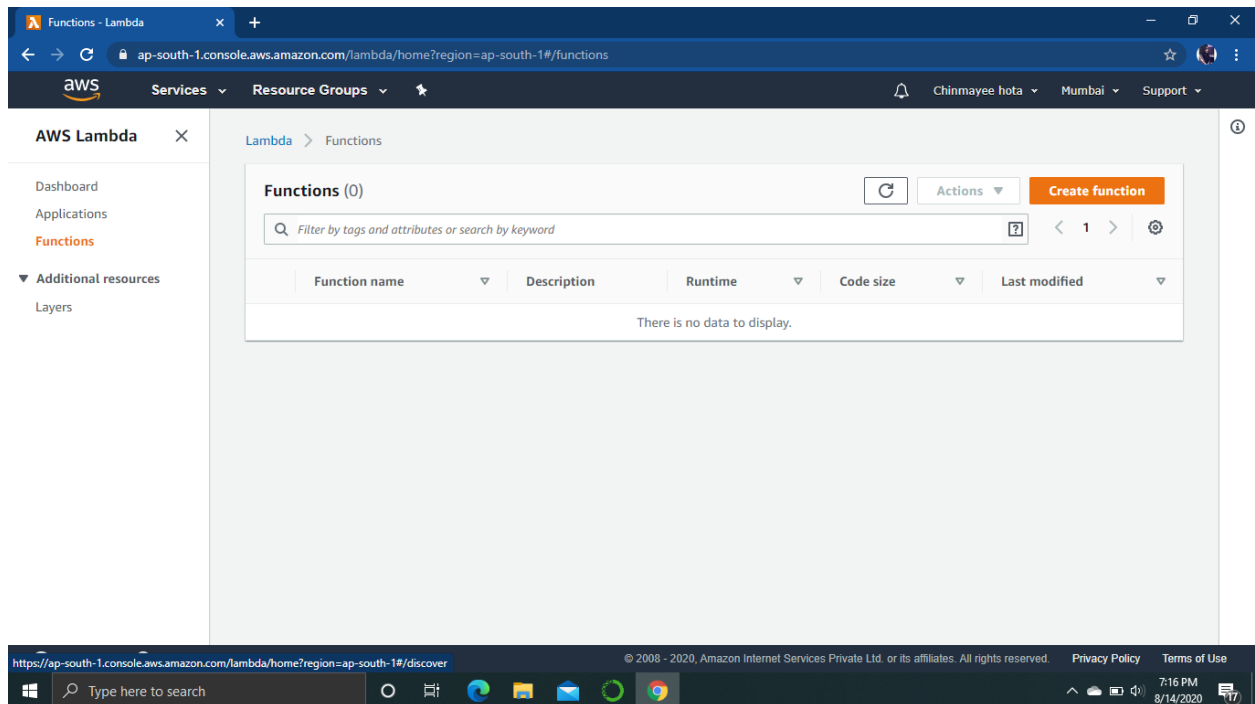 Functions - Lambda
ap-south-1.console.aws.amazon.com/lambda/home?region=ap-south-1#/functions
aws Services Resource Groups Chinmayee hota Mumbai Support
AWS Lambda
Dashboard
Applications
Functions
Additional resources
Layers
Lambda > Functions
Functions (0) Actions Create function
Filter by tags and attributes or search by keyword ? < 1 >
Function name Description Runtime Code size Last modified
There is no data to display.
https://ap-south-1.console.aws.amazon.com/lambda/home?region=ap-south-1#/discover
© 2008 - 2020, Amazon Internet Services Private Ltd. or its affiliates. All rights reserved. Privacy Policy Terms of Use
Type here to search
7:16 PM
8/14/2020
17